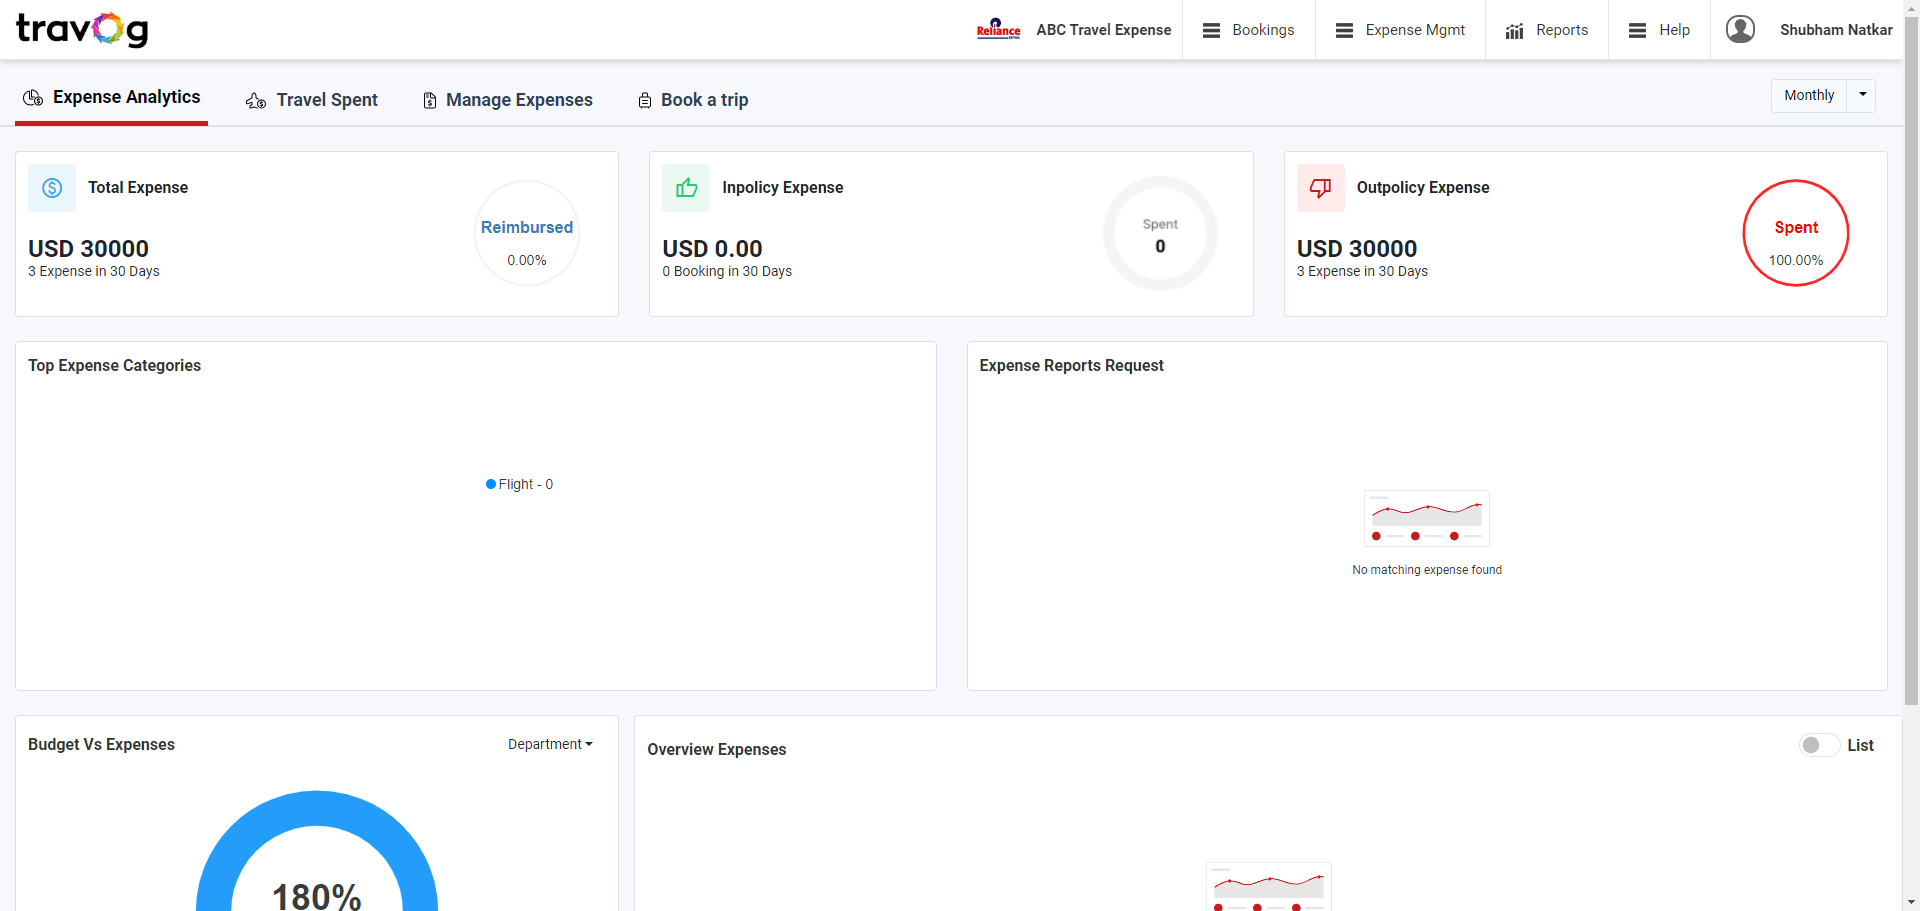 travog
Reliance
ABC Travel Expense
Bookings
Expense Mgmt
Reports
Help
Shubham Natkar
Expense Analytics
Travel Spent
Manage Expenses
Book a trip
Monthly
Total Expense
Reimbursed
0.00%
USD 30000
3 Expense in 30 Days
Inpolicy Expense
Spent
0
USD 0.00
0 Booking in 30 Days
Outpolicy Expense
Spent
100.00%
USD 30000
3 Expense in 30 Days
Top Expense Categories
Flight - 0
Expense Reports Request
No matching expense found
Budget Vs Expenses
Department
180%
Overview Expenses
List